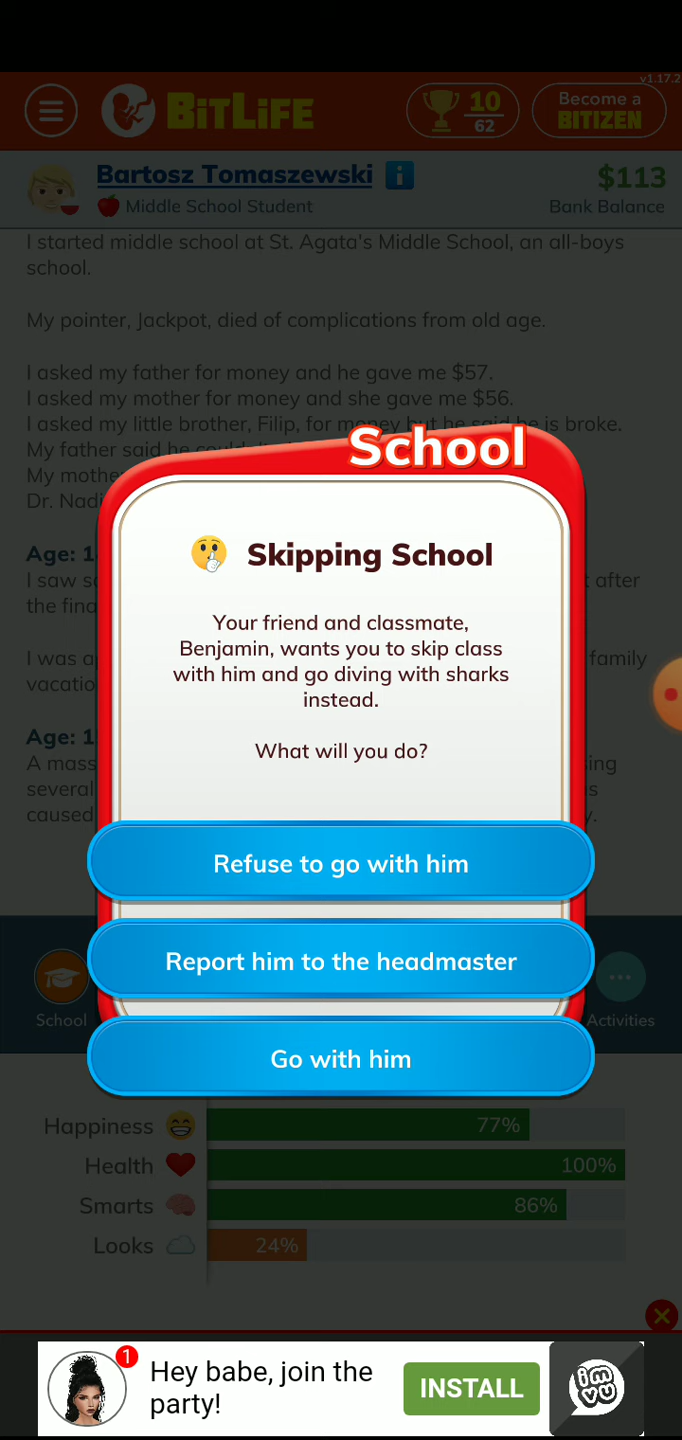 v1.17.2
BITLIFE
10
62
Become a
BITIZEN
Bartosz Tomaszewski
$113
Middle School Student
Bank Balance
I started middle school at St. Agata's Middle School, an all-boys
school.
My pointer, Jackpot, died of complications from old age.
I asked my father for money and he gave me $57.
I asked my mother for money and she gave me $56.
I asked my little brother, Filip, for money but he said he is broke.
My father said he
School
My
Dr.
Skipping School
Age:
I saw
after
the
Your friend and classmate,
Benjamin, wants you to skip class
with him and go diving with sharks
instead.
I was
family
What will you do?
Age:
A
several
caused
Refuse to go with him
Report him to the headmaster
Go with him
School
Activities
Happiness
77%
Health
100%
Smarts
86%
Looks
24%
1
Hey babe, join the
party!
INSTALL
imvu